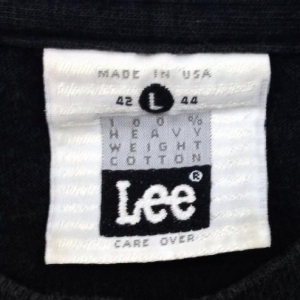 MADE IN USA
42 L 44
100%
HEAVY
WEIGHT
COTTON
Lee®
CARE OVER